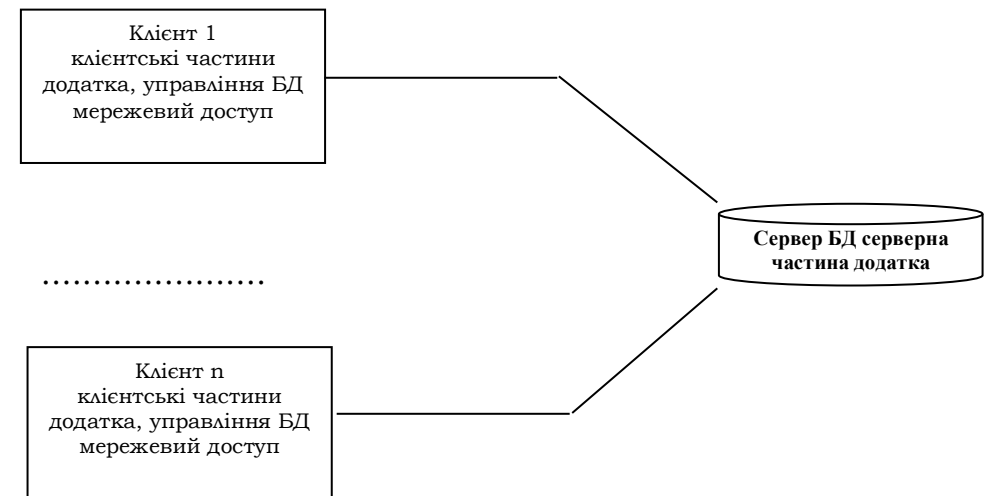 Клієнт 1
клієнтські частини
додатка, управління БД
мережевий доступ
Сервер БД серверна
частина додатка
......................
Клієнт n
клієнтські частини
додатка, управління БД
мережевий доступ